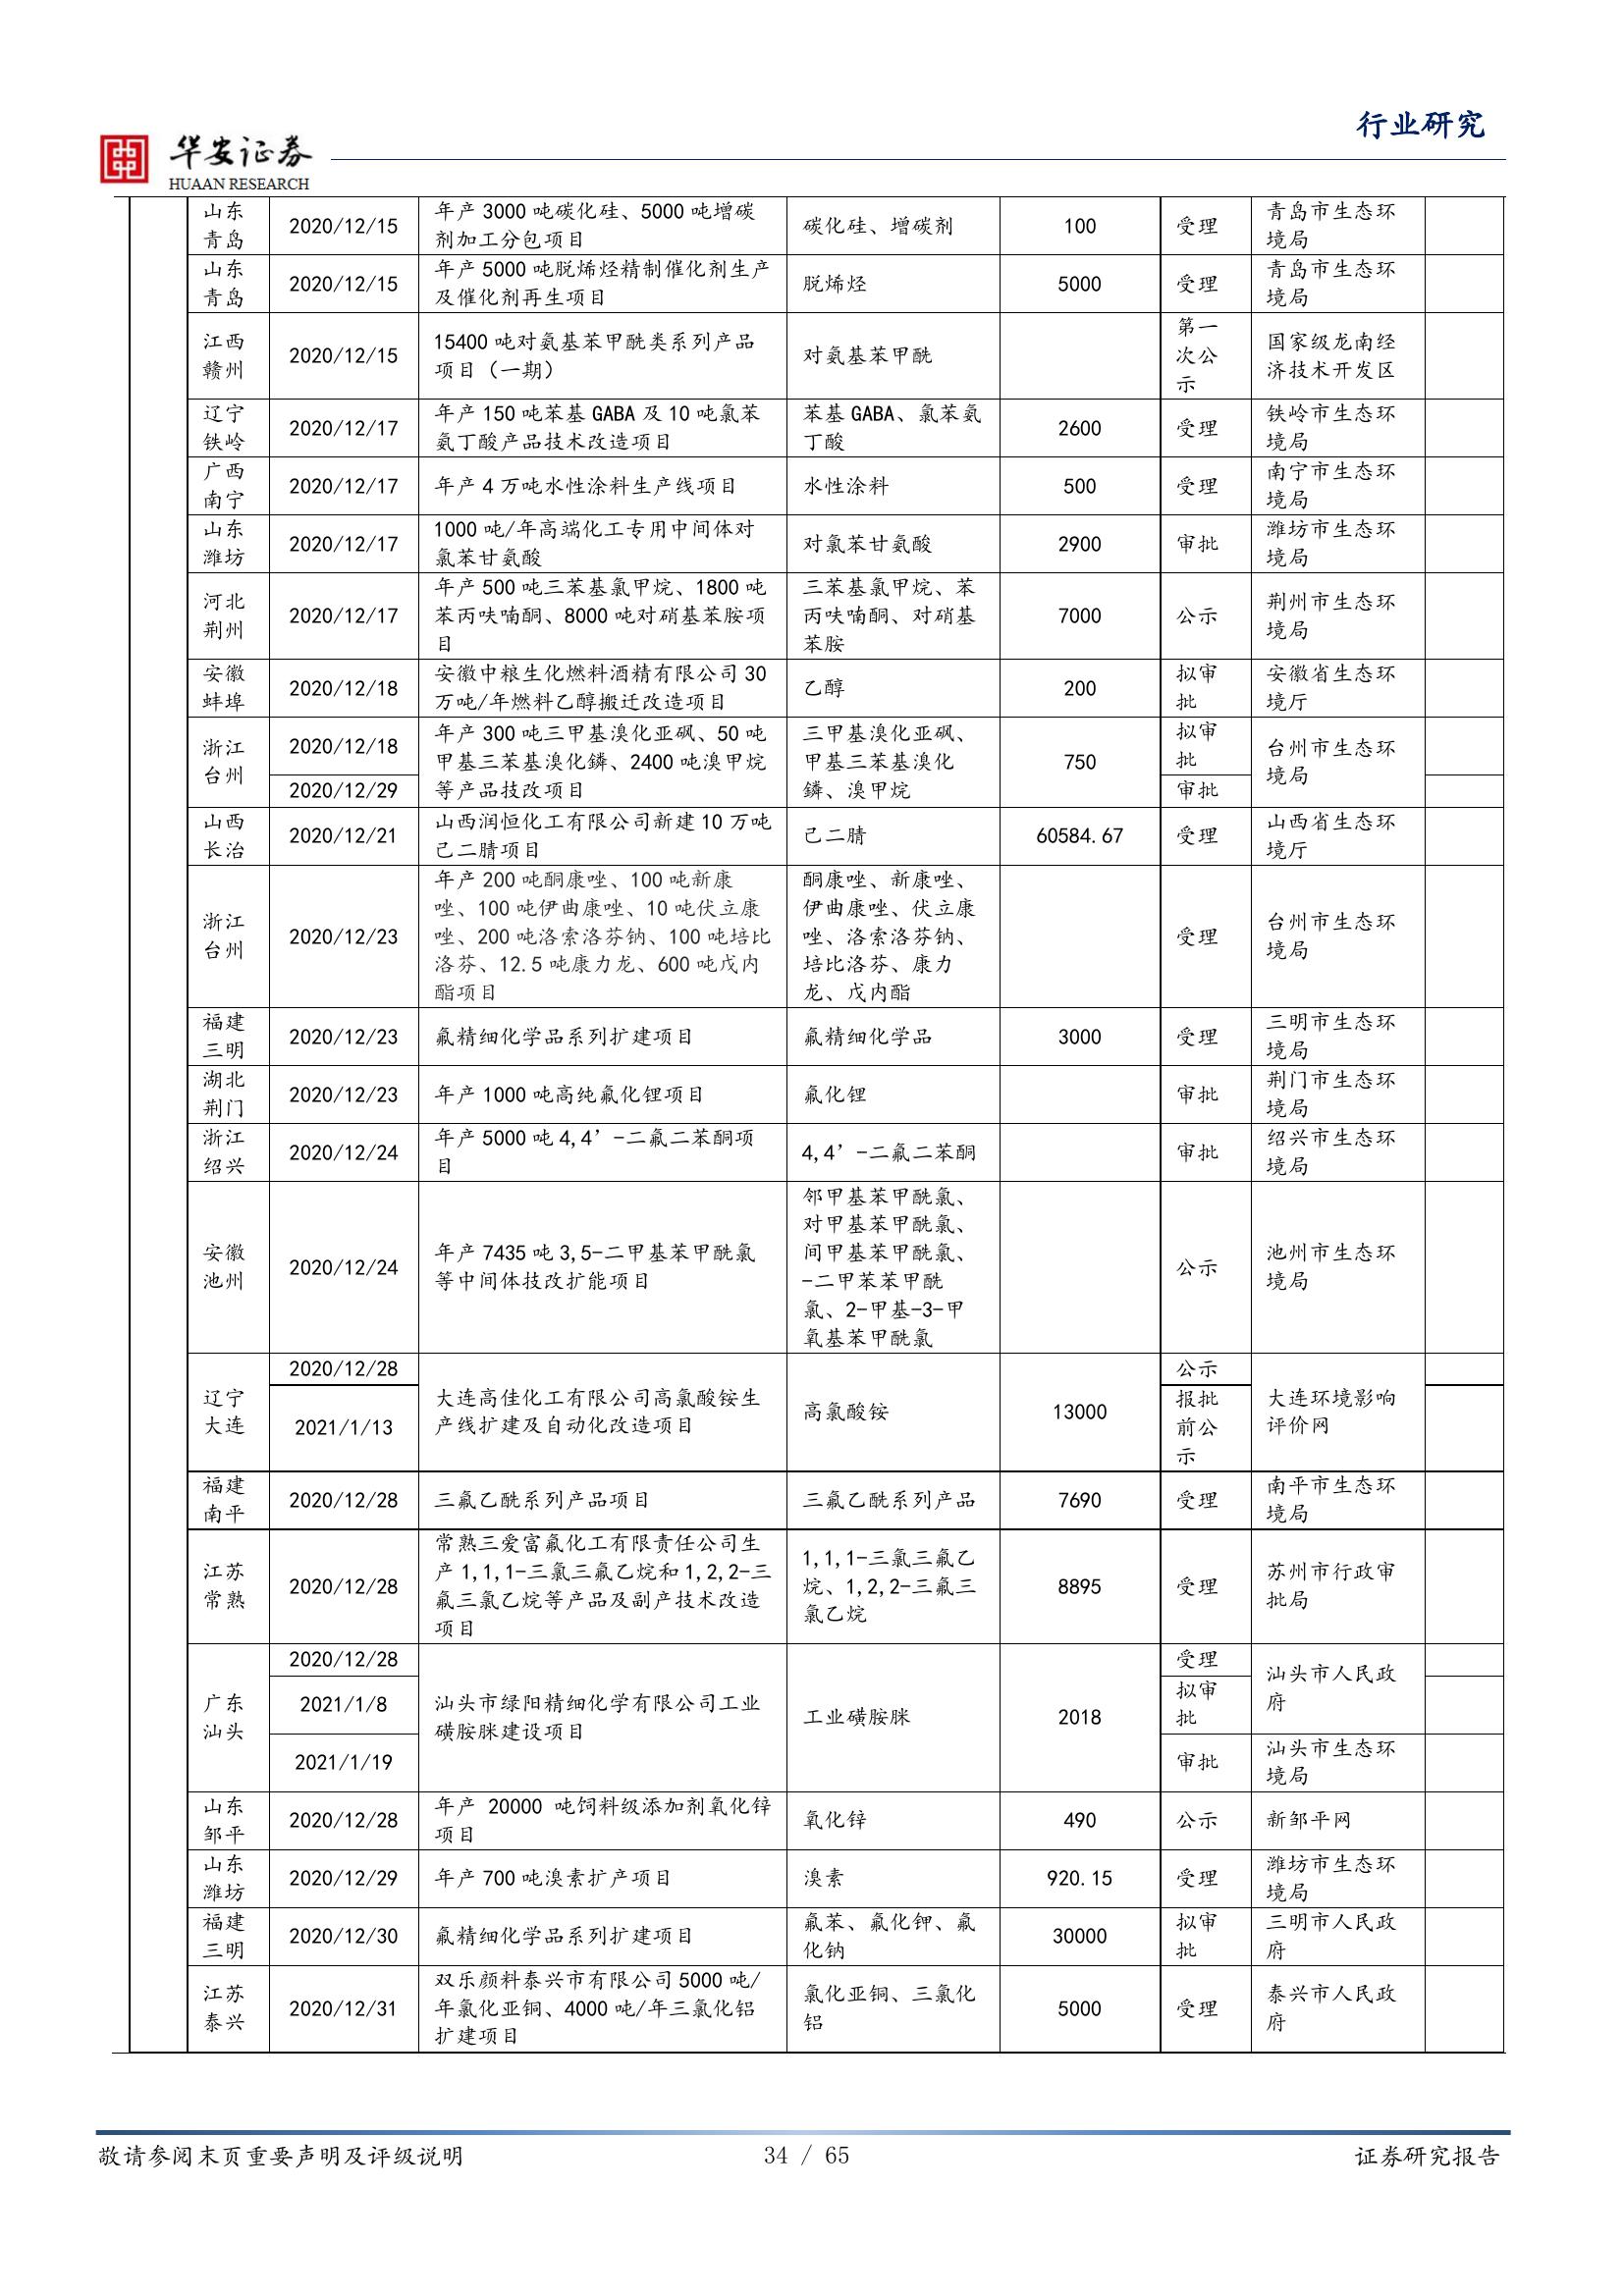 行业研究
华安证券
HUAAN RESEARCH
山东
青岛
2020/12/15
年产3000吨碳化硅、5000吨增碳
剂加工分包项目
碳化硅、增碳剂
100
受理
青岛市生态环
境局
山东
青岛
2020/12/15
年产5000吨脱烯烃精制催化剂生产
及催化剂再生项目
脱烯烃
5000
受理
青岛市生态环
境局
江西
赣州
2020/12/15
15400吨对氨基苯甲酰类系列产品
项目（一期）
对氨基苯甲酰
第一
次公
示
国家级龙南经
济技术开发区
辽宁
铁岭
2020/12/17
年产150吨苯基GABA及10吨氯苯
氨丁酸产品技术改造项目
苯基GABA、氯苯氨
丁酸
2600
受理
铁岭市生态环
境局
广西
南宁
2020/12/17
年产4万吨水性涂料生产线项目
水性涂料
500
受理
南宁市生态环
境局
山东
潍坊
2020/12/17
1000吨/年高端化工专用中间体对
氯苯甘氨酸
对氯苯甘氨酸
2900
审批
潍坊市生态环
境局
河北
荆州
2020/12/17
年产500吨三苯基氯甲烷、1800吨
苯丙呋喃酮、8000吨对硝基苯胺项
目
三苯基氯甲烷、苯
丙呋喃酮、对硝基
苯胺
7000
公示
荆州市生态环
境局
安徽
蚌埠
2020/12/18
安徽中粮生化燃料酒精有限公司30
万吨/年燃料乙醇搬迁改造项目
乙醇
200
拟审
批
安徽省生态环
境厅
浙江
台州
2020/12/18
2020/12/29
年产300吨三甲基溴化亚砜、50吨
甲基三苯基溴化鏻、2400吨溴甲烷
等产品技改项目
三甲基溴化亚砜、
甲基三苯基溴化
鏻、溴甲烷
750
拟审
批
审批
台州市生态环
境局
山西
长治
2020/12/21
山西润恒化工有限公司新建10万吨
己二腈项目
己二腈
60584.67
受理
山西省生态环
境厅
浙江
台州
2020/12/23
年产200吨酮康唑、100吨新康
唑、100吨伊曲康唑、10吨伏立康
唑、200吨洛索洛芬钠、100吨培比
洛芬、12.5吨康力龙、600吨戊内
酯项目
酮康唑、新康唑、
伊曲康唑、伏立康
唑、洛索洛芬钠、
培比洛芬、康力
龙、戊内酯
受理
台州市生态环
境局
福建
三明
2020/12/23
氟精细化学品系列扩建项目
氟精细化学品
3000
受理
三明市生态环
境局
湖北
荆门
2020/12/23
年产1000吨高纯氟化锂项目
氟化锂
审批
荆门市生态环
境局
浙江
绍兴
2020/12/24
年产5000吨4,4’-二氟二苯酮项
目
4,4’-二氟二苯酮
审批
绍兴市生态环
境局
安徽
池州
2020/12/24
年产7435吨3,5-二甲基苯甲酰氯
等中间体技改扩能项目
邻甲基苯甲酰氯、
对甲基苯甲酰氯、
间甲基苯甲酰氯、
-二甲苯苯甲酰
氯、2-甲基-3-甲
氧基苯甲酰氯
公示
池州市生态环
境局
辽宁
大连
2020/12/28
2021/1/13
大连高佳化工有限公司高氯酸铵生
产线扩建及自动化改造项目
高氯酸铵
13000
公示
报批
前公
示
大连环境影响
评价网
福建
南平
2020/12/28
三氟乙酰系列产品项目
三氟乙酰系列产品
7690
受理
南平市生态环
境局
江苏
常熟
2020/12/28
常熟三爱富氟化工有限责任公司生
产1,1,1-三氯三氟乙烷和1,2,2-三
氟三氯乙烷等产品及副产技术改造
项目
1,1,1-三氯三氟乙
烷、1,2,2-三氟三
氯乙烷
8895
受理
苏州市行政审
批局
广东
汕头
2020/12/28
2021/1/8
2021/1/19
汕头市绿阳精细化学有限公司工业
磺胺脒建设项目
工业磺胺脒
2018
受理
拟审
批
审批
汕头市人民政
府
汕头市生态环
境局
山东
邹平
2020/12/28
年产 20000 吨饲料级添加剂氧化锌
项目
氧化锌
490
公示
新邹平网
山东
潍坊
2020/12/29
年产700吨溴素扩产项目
溴素
920.15
受理
潍坊市生态环
境局
福建
三明
2020/12/30
氟精细化学品系列扩建项目
氟苯、氟化钾、氟
化钠
30000
拟审
批
三明市人民政
府
江苏
泰兴
2020/12/31
双乐颜料泰兴市有限公司5000吨/
年氯化亚铜、4000吨/年三氯化铝
扩建项目
氯化亚铜、三氯化
铝
5000
受理
泰兴市人民政
府
敬请参阅末页重要声明及评级说明
34 / 65
证券研究报告